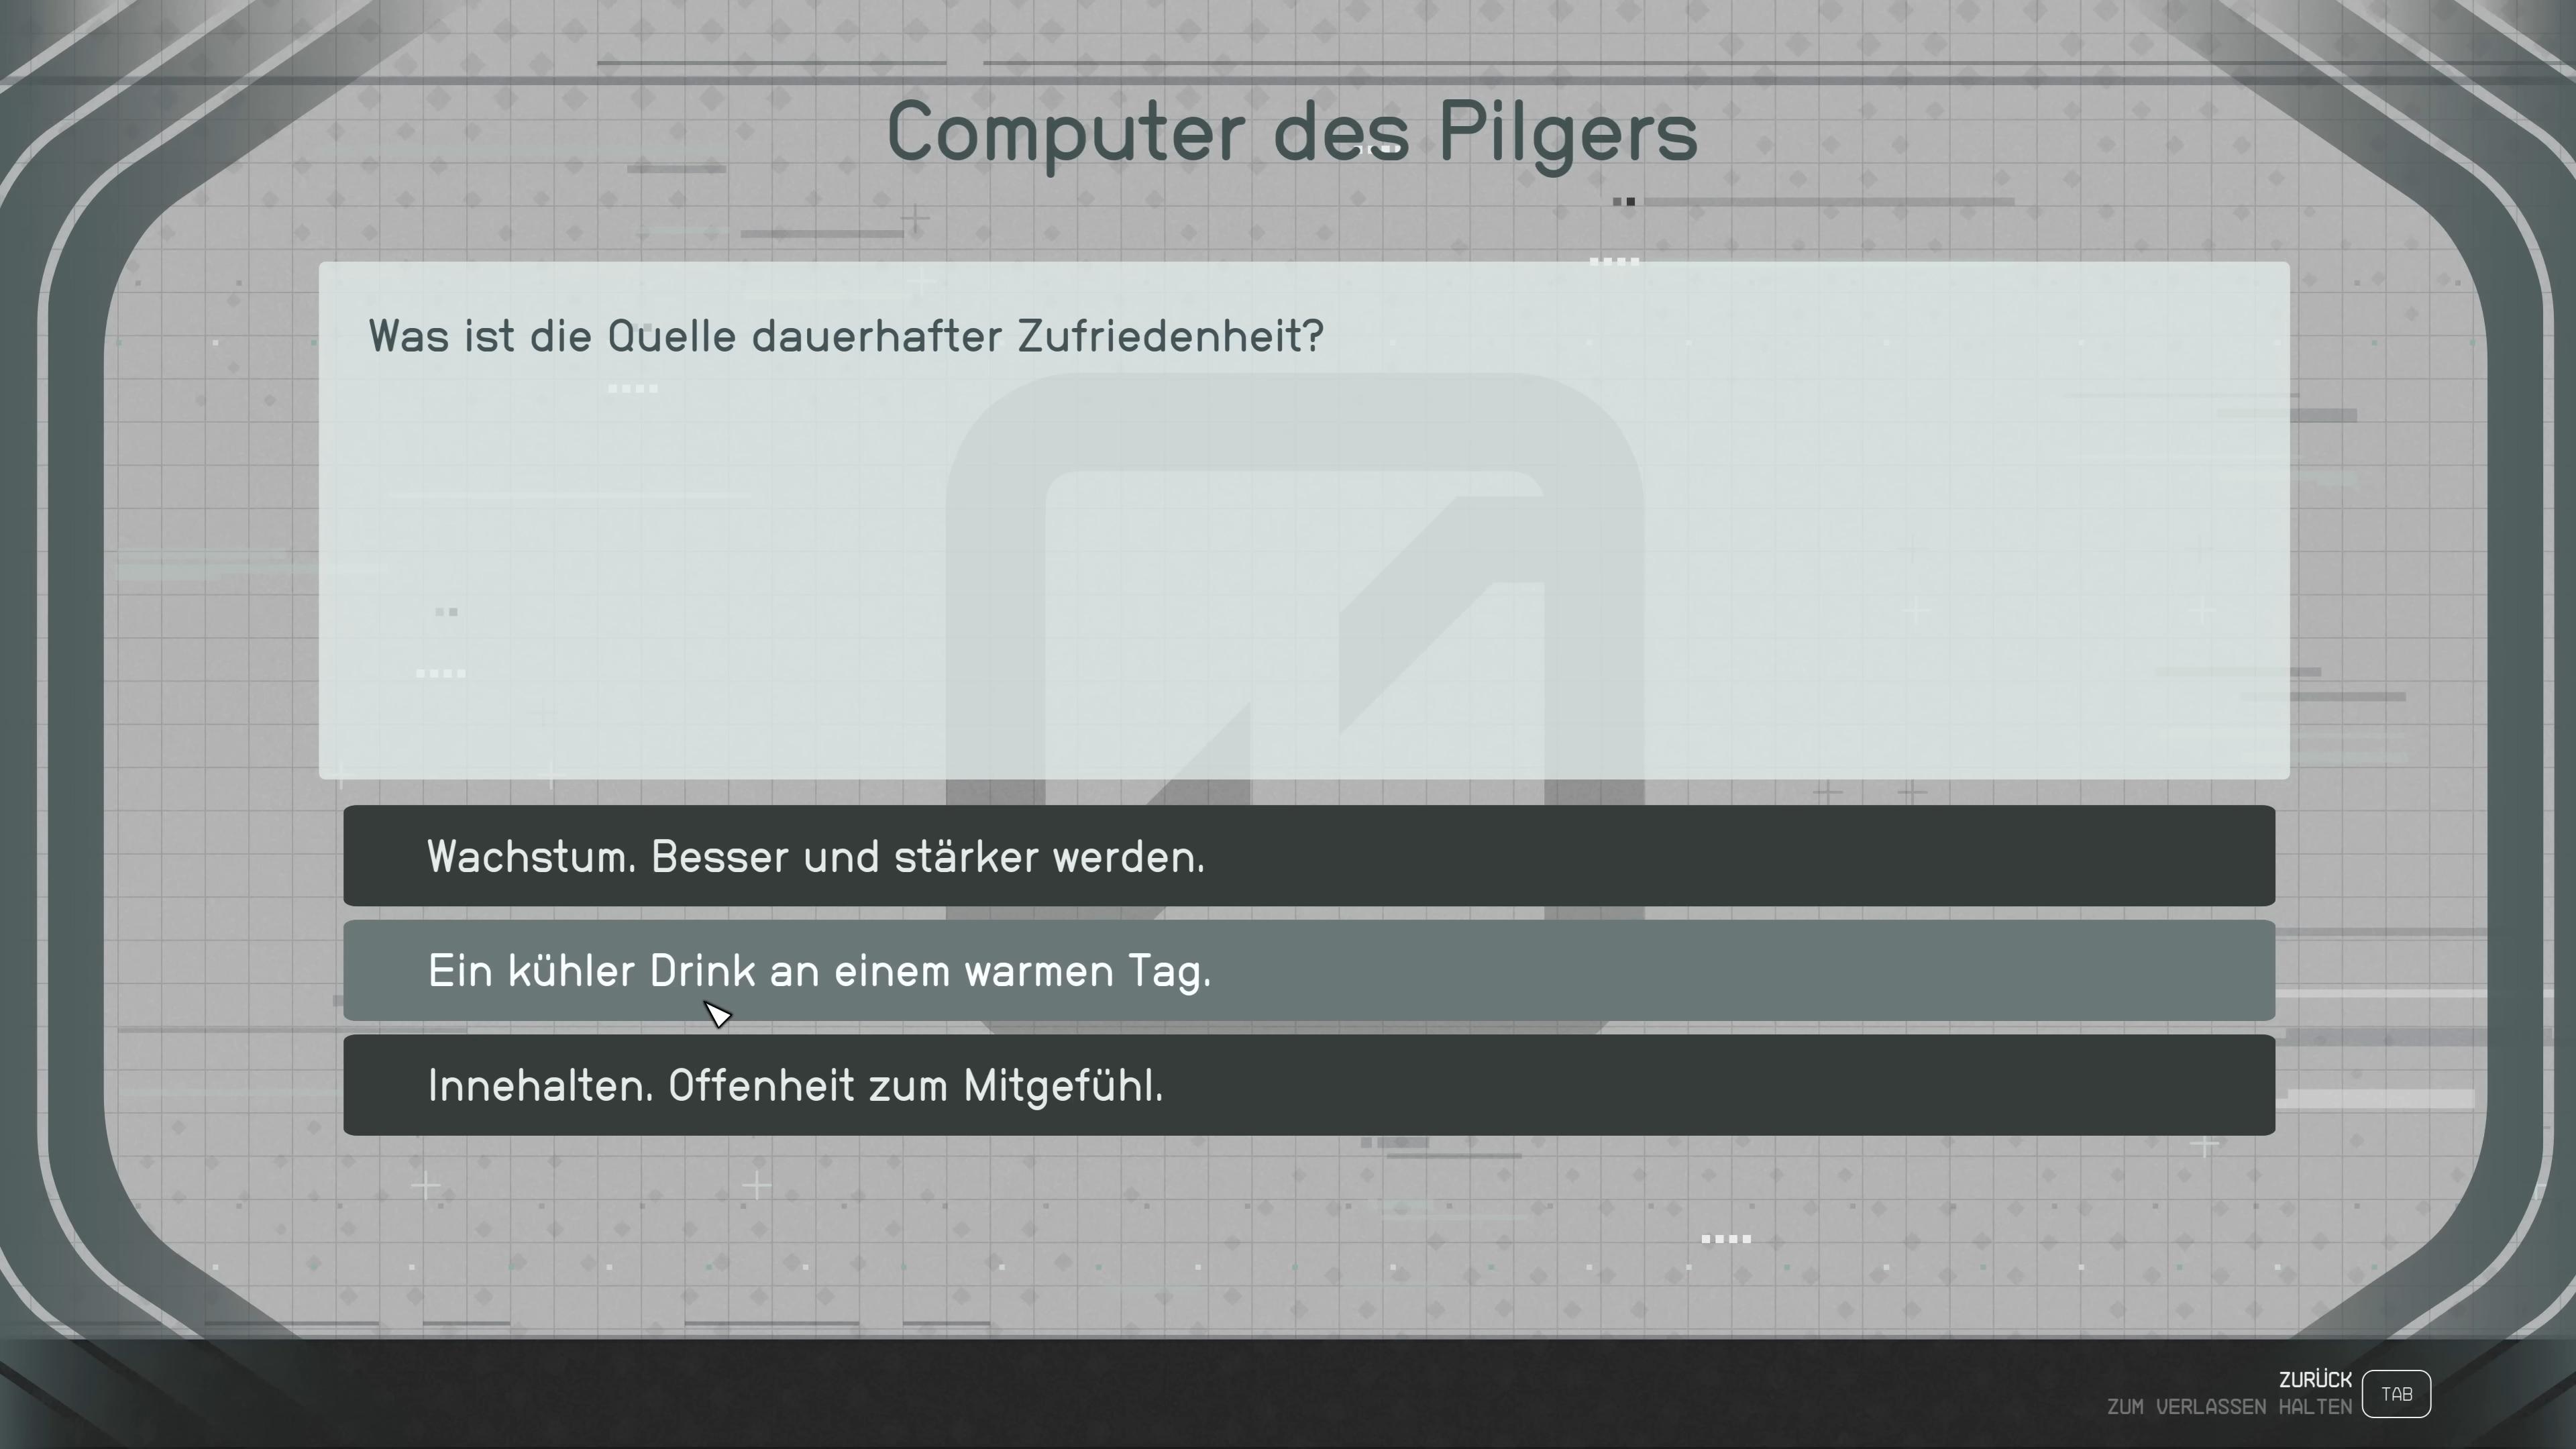 Computer des Pilgers
Was ist die Quelle dauerhafter Zufriedenheit?
Wachstum. Besser und stärker werden.
Ein kühler Drink an einem warmen Tag.
Innehalten. Offenheit zum Mitgefühl.
ZURÜCK
ZUM VERLASSEN HALTEN
TAB